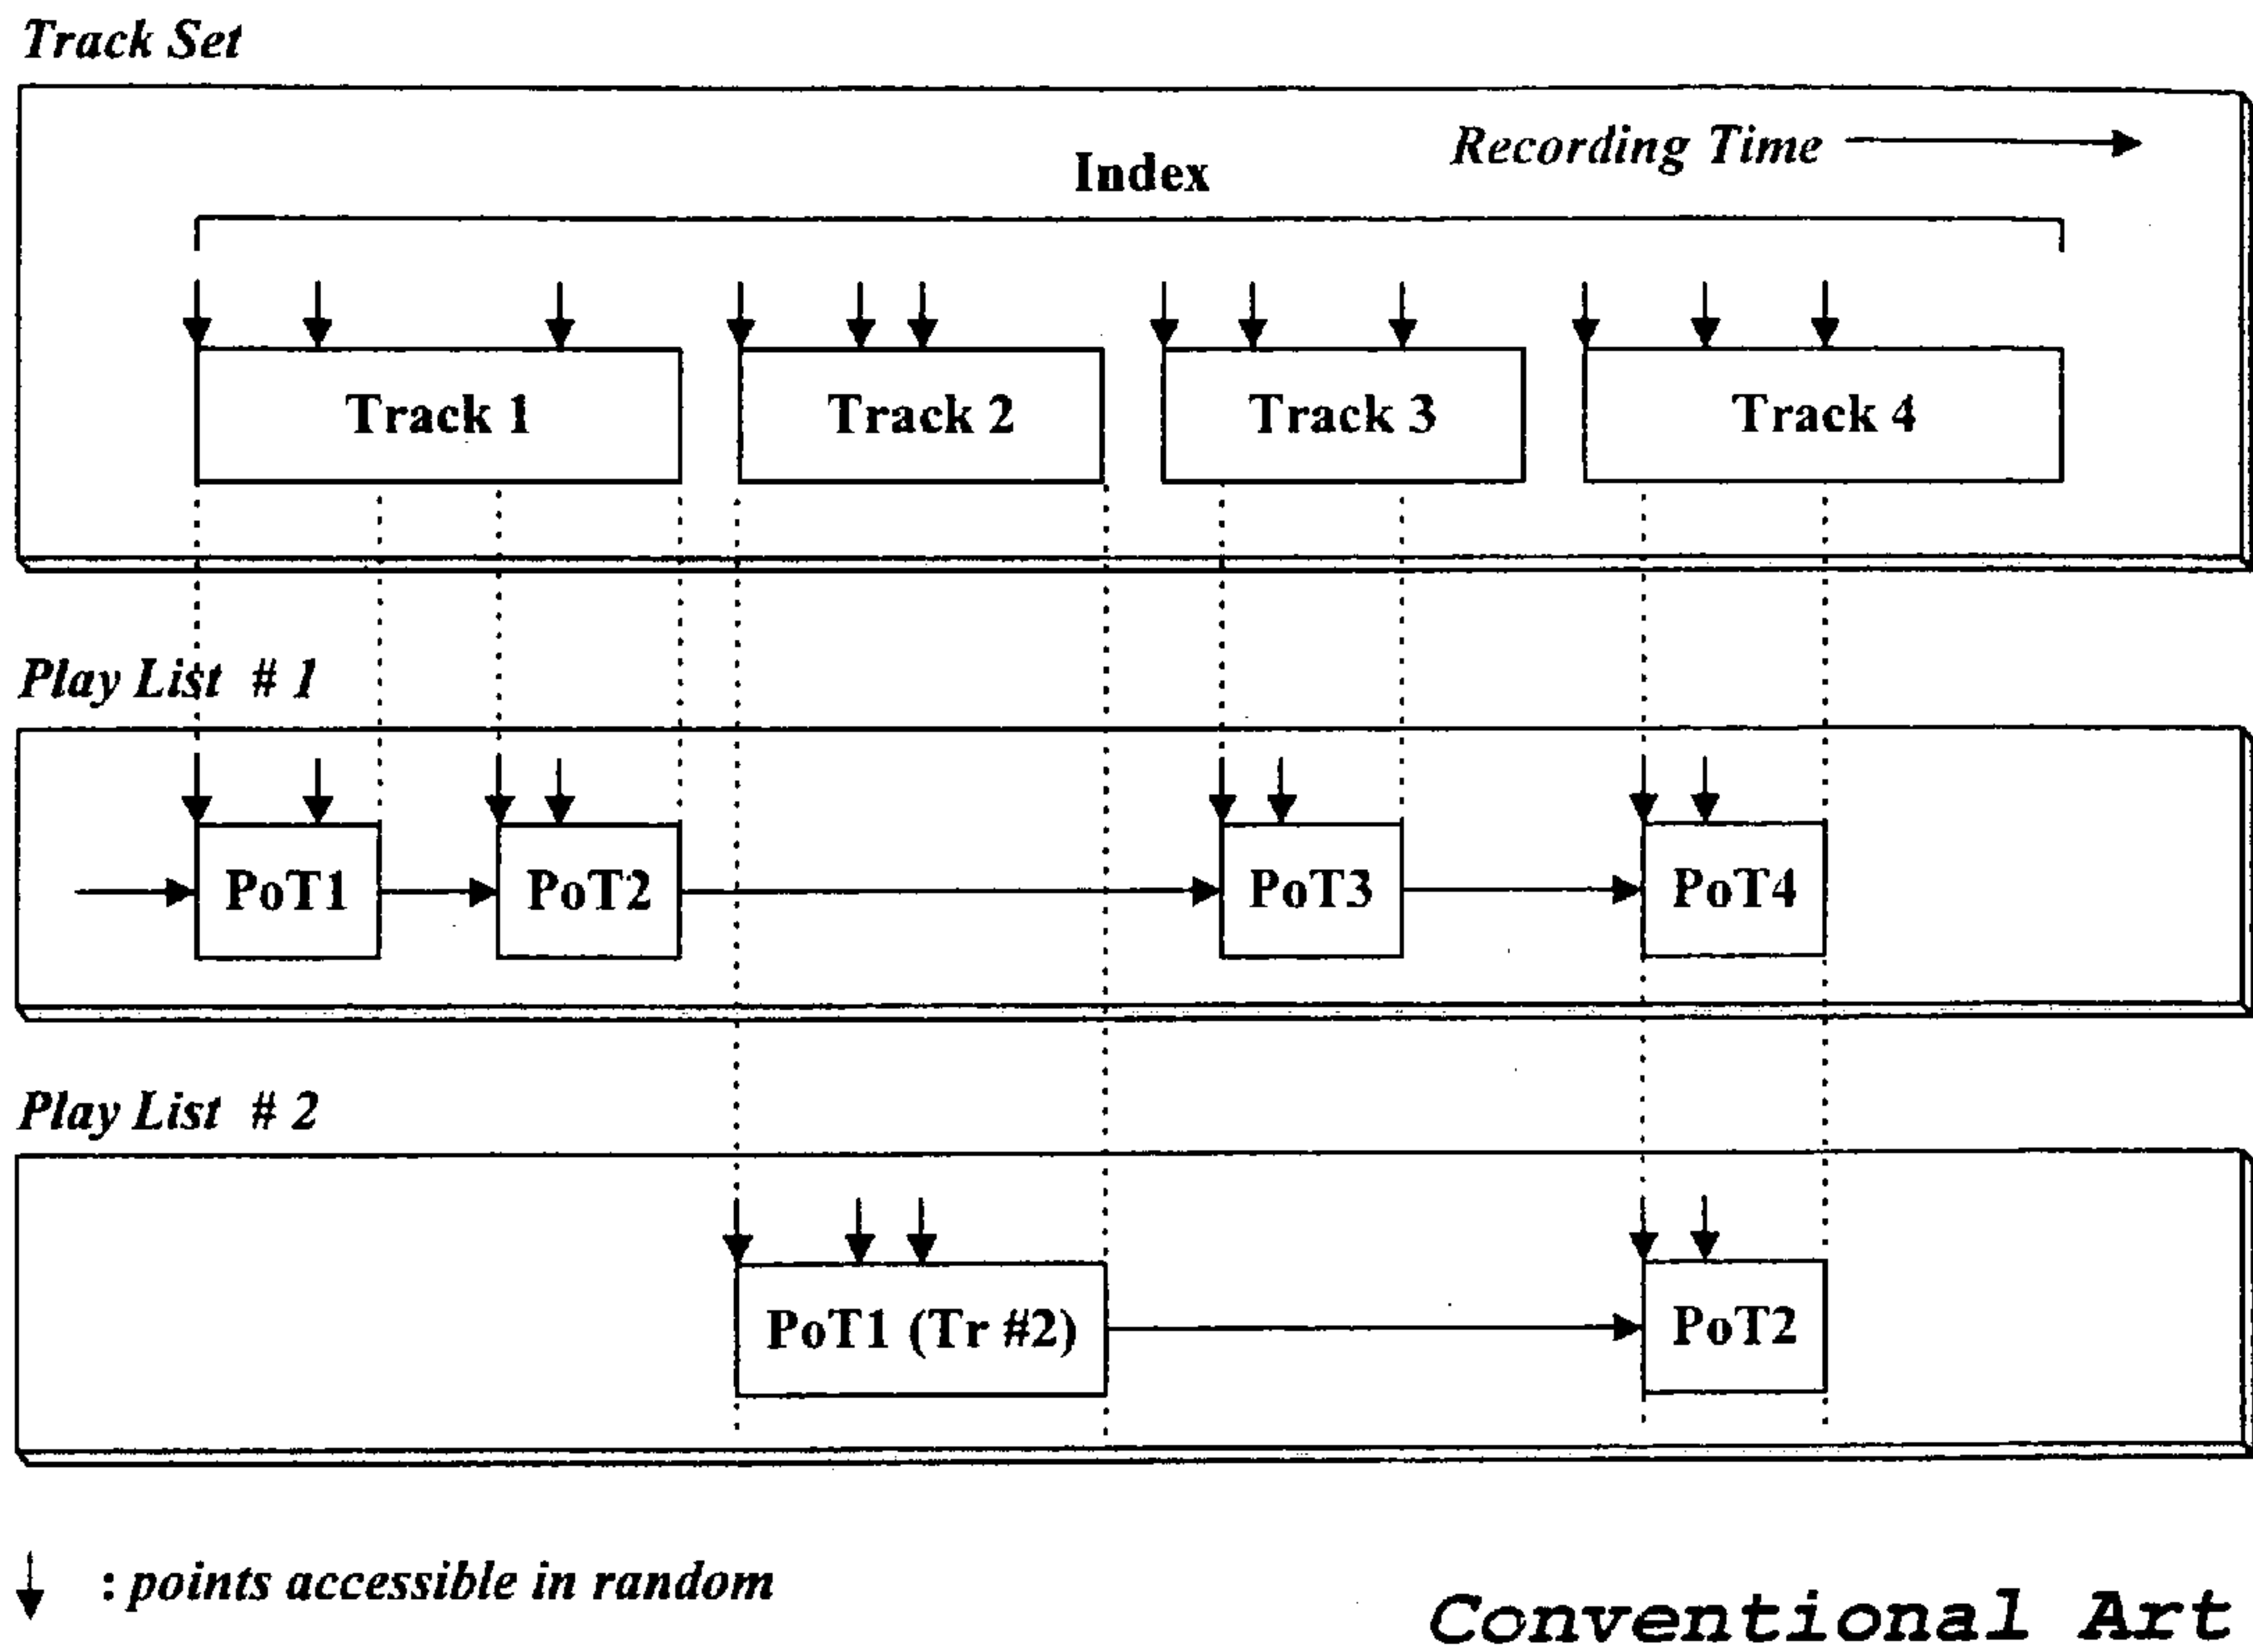 Track Set
Recording Time
Index
Track 1
Track 2
Track 3
Track 4
Play List # 1
PoT1
PoT2
PoT3
PoT4
Play List # 2
PoT1 (Tr #2)
PoT2
: points accessible in random
Conventional Art